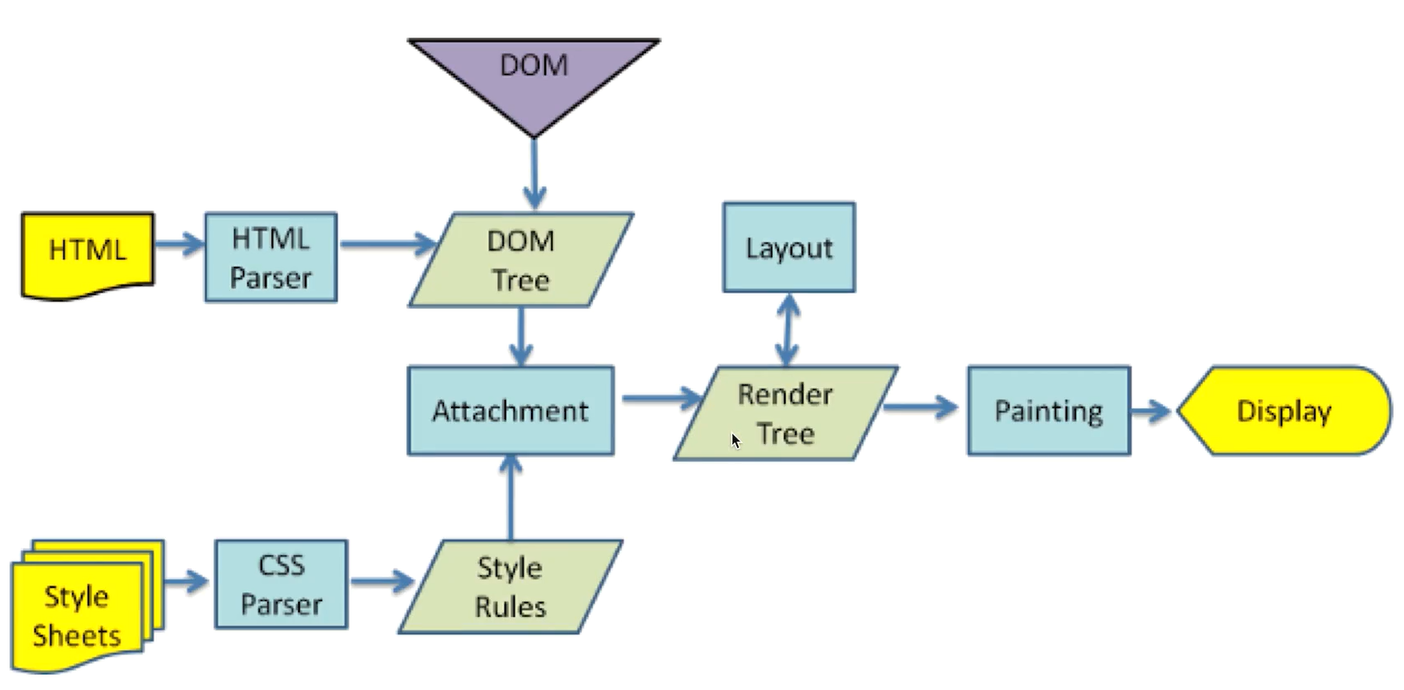 DOM
HTML
HTML
Parser
DOM
Tree
Layout
Attachment
Render
Tree
Painting
Display
Style
Sheets
CSS
Parser
Style
Rules